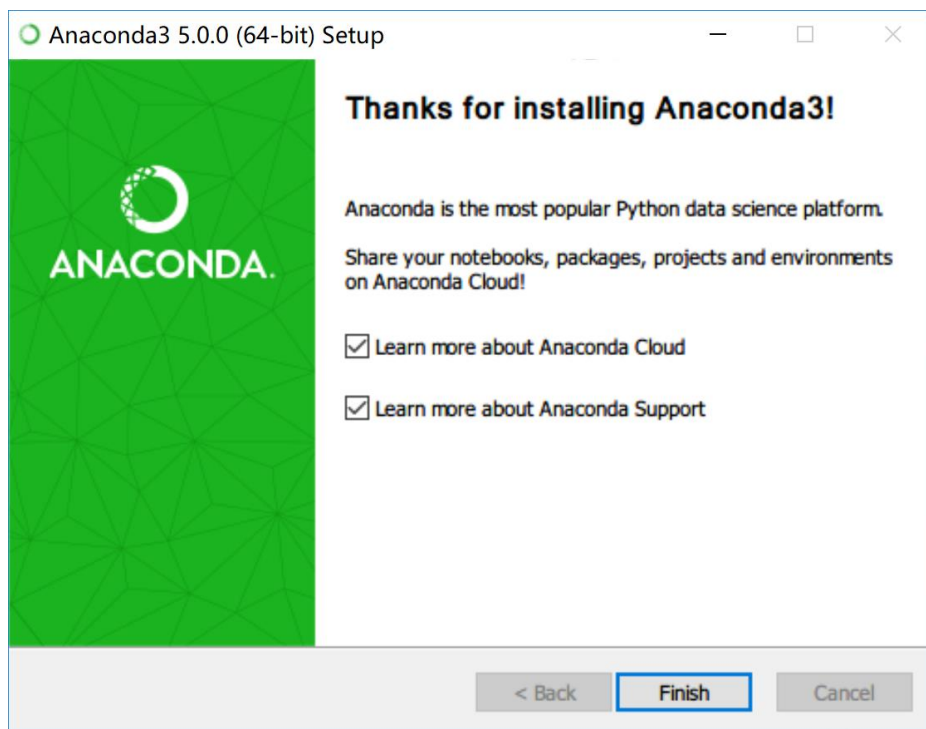 Anaconda3 5.0.0 (64-bit) Setup
Thanks for installing Anaconda3!
ANACONDA.
Anaconda is the most popular Python data science platform.
Share your notebooks, packages, projects and environments
on Anaconda Cloud!
Learn more about Anaconda Cloud
Learn more about Anaconda Support
< Back
Finish
Cancel